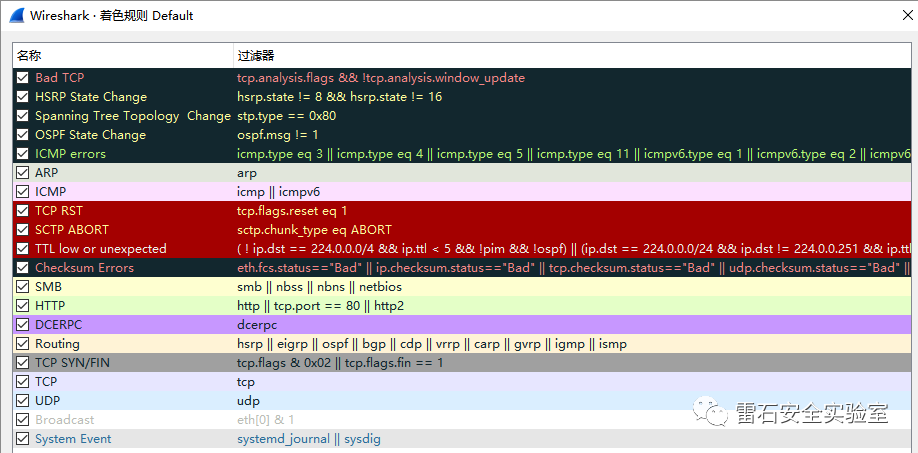 Wireshark · 着色规则 Default
名称 过滤器
Bad TCP tcp.analysis.flags && !tcp.analysis.window_update
HSRP State Change hsrp.state != 8 && hsrp.state != 16
Spanning Tree Topology Change stp.type == 0x80
OSPF State Change ospf.msg != 1
ICMP errors icmp.type eq 3 || icmp.type eq 4 || icmp.type eq 5 || icmp.type eq 11 || icmpv6.type eq 1 || icmpv6.type eq 2 || icmpv6
ARP arp
ICMP icmp || icmpv6
TCP RST tcp.flags.reset eq 1
SCTP ABORT sctp.chunk_type eq ABORT
TTL low or unexpected ( ! ip.dst == 224.0.0.0/4 && ip.ttl < 5 && !pim && !ospf) || (ip.dst == 224.0.0.0/24 && ip.dst != 224.0.0.251 && ip.ttl
Checksum Errors eth.fcs.status=="Bad" || ip.checksum.status=="Bad" || tcp.checksum.status=="Bad" || udp.checksum.status=="Bad" ||
SMB smb || nbss || nbns || netbios
HTTP http || tcp.port == 80 || http2
DCERPC dcerpc
Routing hsrp || eigrp || ospf || bgp || cdp || vrrp || carp || gvrp || igmp || ismp
TCP SYN/FIN tcp.flags & 0x02 || tcp.flags.fin == 1
TCP tcp
UDP udp
Broadcast eth[0] & 1
System Event systemd_journal || sysdig
雷石安全实验室